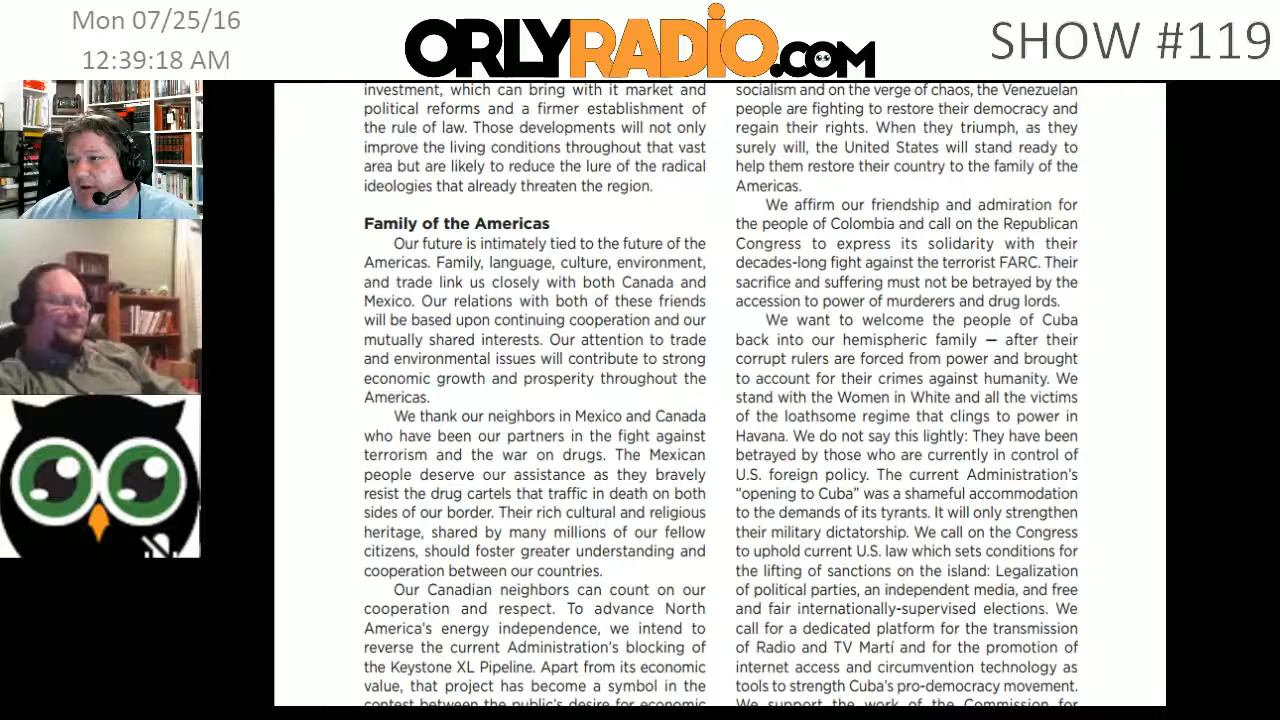 Mon 07/25/16
12:39:18 AM
ORLYRADiO.COM
SHOW #119
investment, which can bring with it market and
political reforms and a firmer establishment of
the rule of law. Those developments will not only
improve the living conditions throughout that vast
area but are likely to reduce the lure of the radical
ideologies that already threaten the region.
Family of the Americas
Our future is intimately tied to the future of the
Americas. Family, language, culture, environment,
and trade link us closely with both Canada and
Mexico. Our relations with both of these friends
will be based upon continuing cooperation and our
mutually shared interests. Our attention to trade
and environmental issues will contribute to strong
economic growth and prosperity throughout the
Americas.
We thank our neighbors in Mexico and Canada
who have been our partners in the fight against
terrorism and the war on drugs. The Mexican
people deserve our assistance as they bravely
resist the drug cartels that traffic in death on both
sides of our border. Their rich cultural and religious
heritage, shared by many millions of our fellow
citizens, should foster greater understanding and
cooperation between our countries.
Our Canadian neighbors can count on our
cooperation and respect. To advance North
America's energy independence, we intend to
reverse the current Administration's blocking of
the Keystone XL Pipeline. Apart from its economic
value, that project has become a symbol in the
contest between the public's desire for economic
socialism and on the verge of chaos, the Venezuelan
people are fighting to restore their democracy and
regain their rights. When they triumph, as they
surely will, the United States will stand ready to
help them restore their country to the family of the
Americas.
We affirm our friendship and admiration for
the people of Colombia and call on the Republican
Congress to express its solidarity with their
decades-long fight against the terrorist FARC. Their
sacrifice and suffering must not be betrayed by the
accession to power of murderers and drug lords.
We want to welcome the people of Cuba
back into our hemispheric family — after their
corrupt rulers are forced from power and brought
to account for their crimes against humanity. We
stand with the Women in White and all the victims
of the loathsome regime that clings to power in
Havana. We do not say this lightly: They have been
betrayed by those who are currently in control of
U.S. foreign policy. The current Administration's
“opening to Cuba” was a shameful accommodation
to the demands of its tyrants. It will only strengthen
their military dictatorship. We call on the Congress
to uphold current U.S. law which sets conditions for
the lifting of sanctions on the island: Legalization
of political parties, an independent media, and free
and fair internationally-supervised elections. We
call for a dedicated platform for the transmission
of Radio and TV Martí and for the promotion of
internet access and circumvention technology as
tools to strengthen Cuba's pro-democracy movement.
We support the work of the Commission for